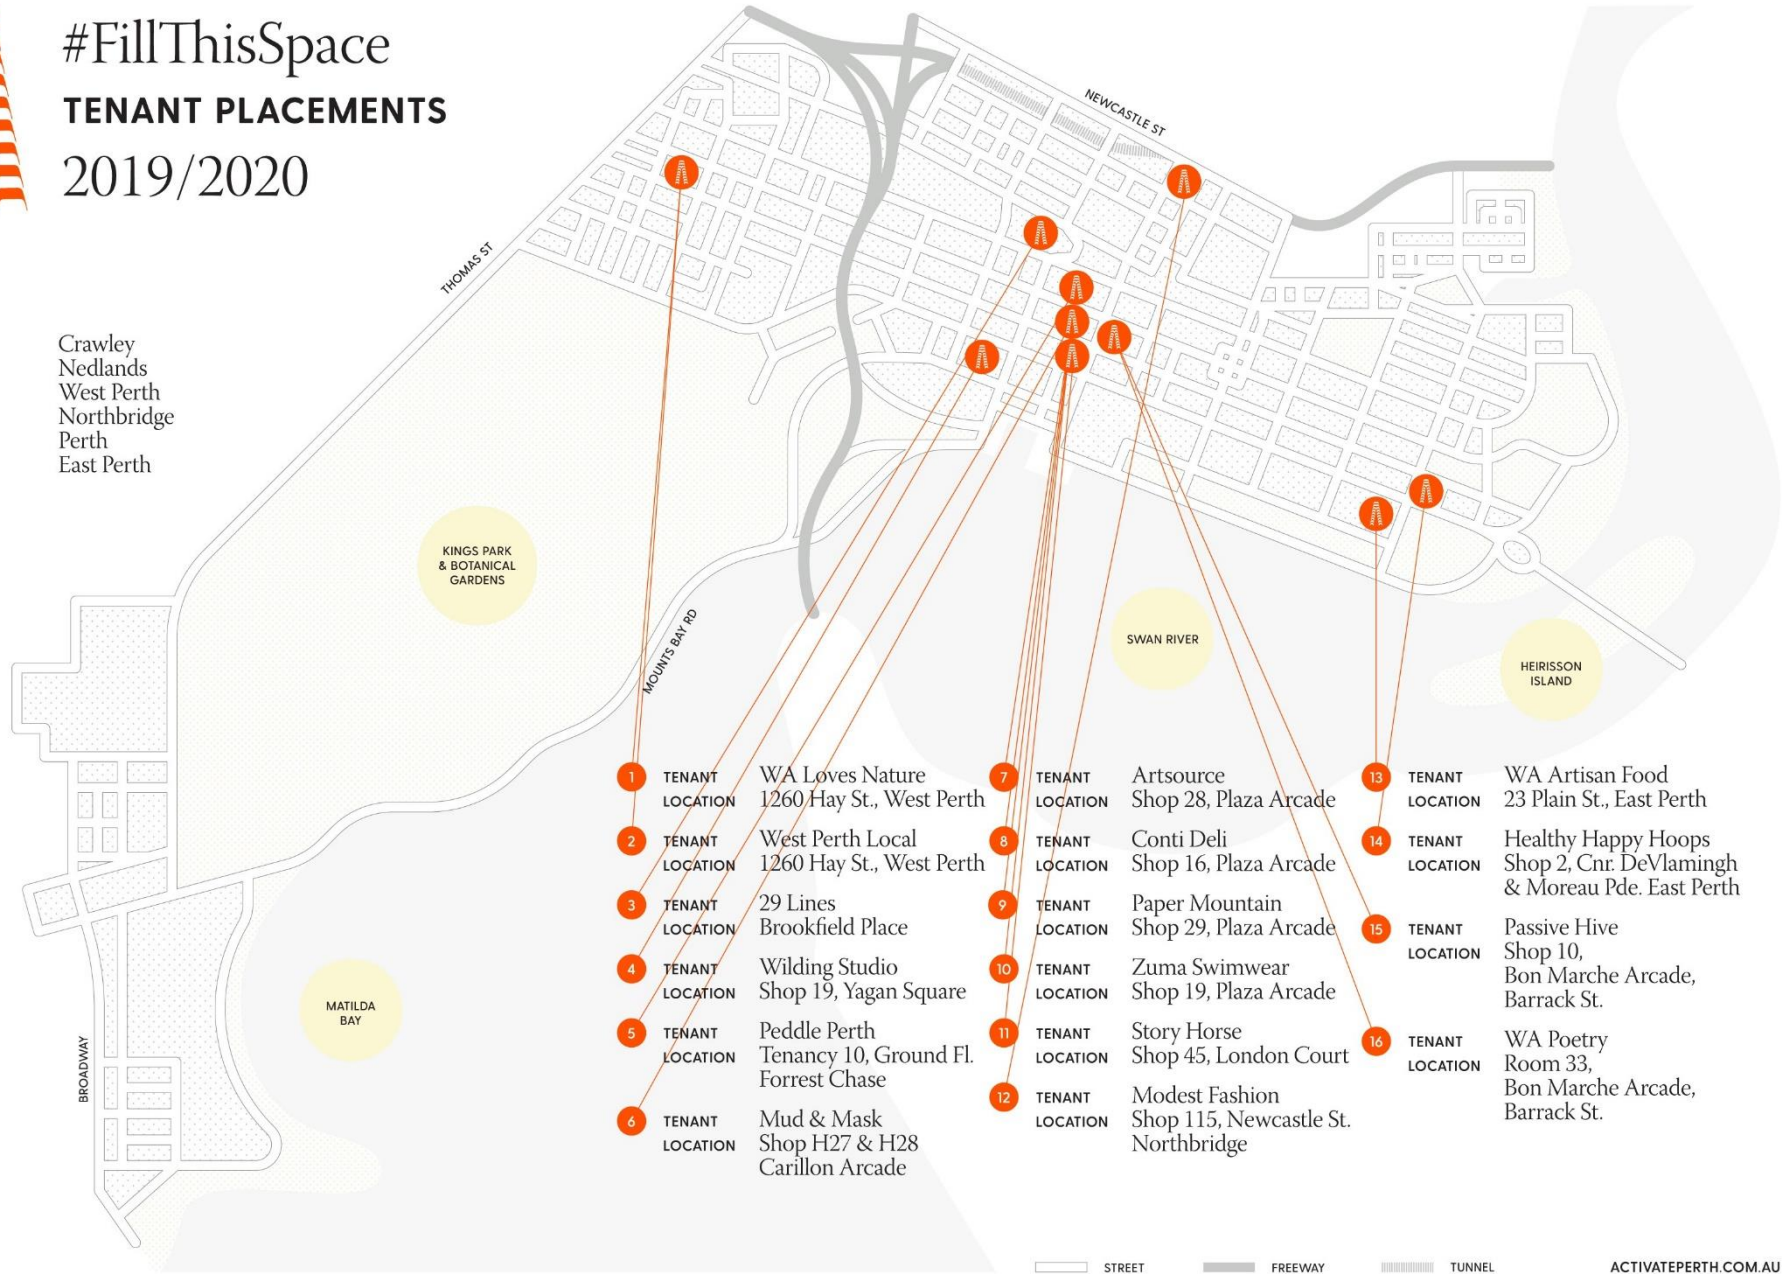 #FillThisSpace
TENANT PLACEMENTS
2019/2020
Crawley
Nedlands
West Perth
Northbridge
Perth
East Perth
THOMAS ST
NEWCASTLE ST
KINGS PARK
& BOTANICAL
GARDENS
MOUNTS BAY RD
SWAN RIVER
HEIRISSON
ISLAND
MATILDA
BAY
BROADWAY
1 TENANT WA Loves Nature
LOCATION 1260 Hay St., West Perth
2 TENANT West Perth Local
LOCATION 1260 Hay St., West Perth
3 TENANT 29 Lines
LOCATION Brookfield Place
4 TENANT Wilding Studio
LOCATION Shop 19, Yagan Square
5 TENANT Peddle Perth
LOCATION Tenancy 10, Ground Fl.
Forrest Chase
6 TENANT Mud & Mask
LOCATION Shop H27 & H28
Carillon Arcade
7 TENANT Artsource
LOCATION Shop 28, Plaza Arcade
8 TENANT Conti Deli
LOCATION Shop 16, Plaza Arcade
9 TENANT Paper Mountain
LOCATION Shop 29, Plaza Arcade
10 TENANT Zuma Swimwear
LOCATION Shop 19, Plaza Arcade
11 TENANT Story Horse
LOCATION Shop 45, London Court
12 TENANT Modest Fashion
LOCATION Shop 115, Newcastle St.
Northbridge
13 TENANT WA Artisan Food
LOCATION 23 Plain St., East Perth
14 TENANT Healthy Happy Hoops
LOCATION Shop 2, Cnr. DeVlamingh
& Moreau Pde. East Perth
15 TENANT Passive Hive
LOCATION Shop 10,
Bon Marche Arcade,
Barrack St.
16 TENANT WA Poetry
LOCATION Room 33,
Bon Marche Arcade,
Barrack St.
STREET
FREEWAY
TUNNEL
ACTIVATEPERTH.COM.AU